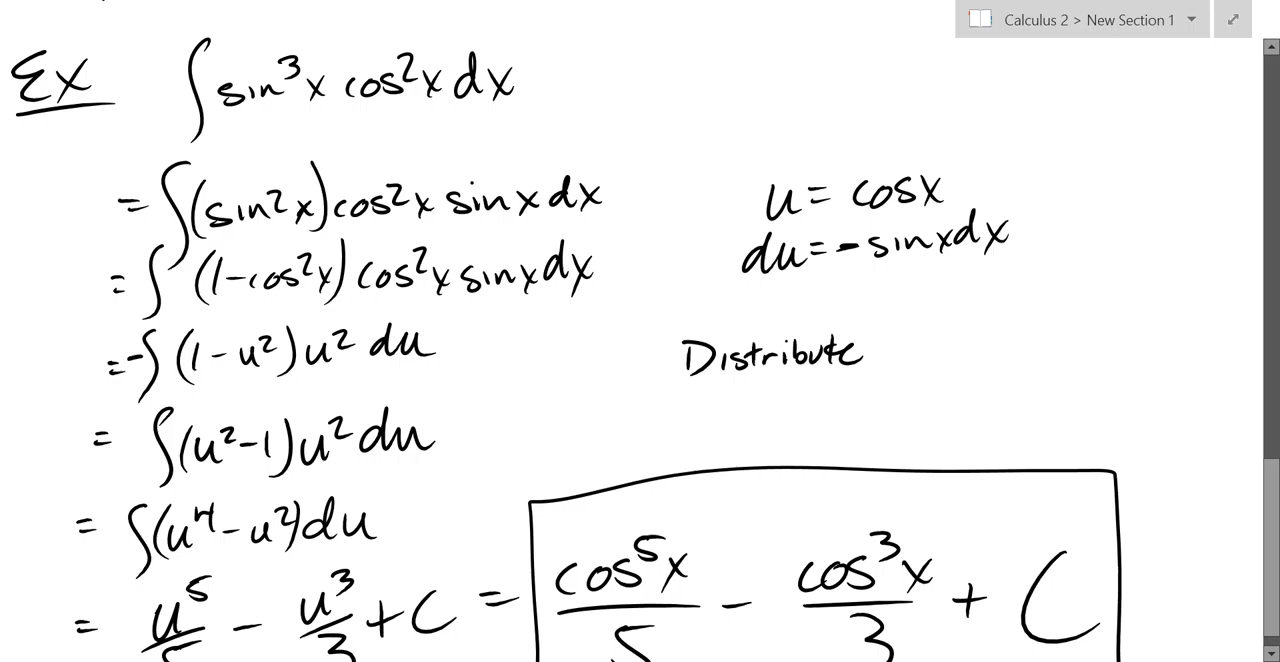 Calculus 2 > New Section 1
Ex ∫ sin³x cos²x dx
= ∫(sin²x) cos²x sinx dx
u = cosx
du = -sinxdx
= ∫ (1-cos²x) cos²x sinx dx
= -∫ (1-u²)u² du
Distribute
= ∫(u²-1)u² du
= ∫(u⁴-u²)du
= u⁵/5 - u³/3 + C = cos⁵x/5 - cos³x/3 + C